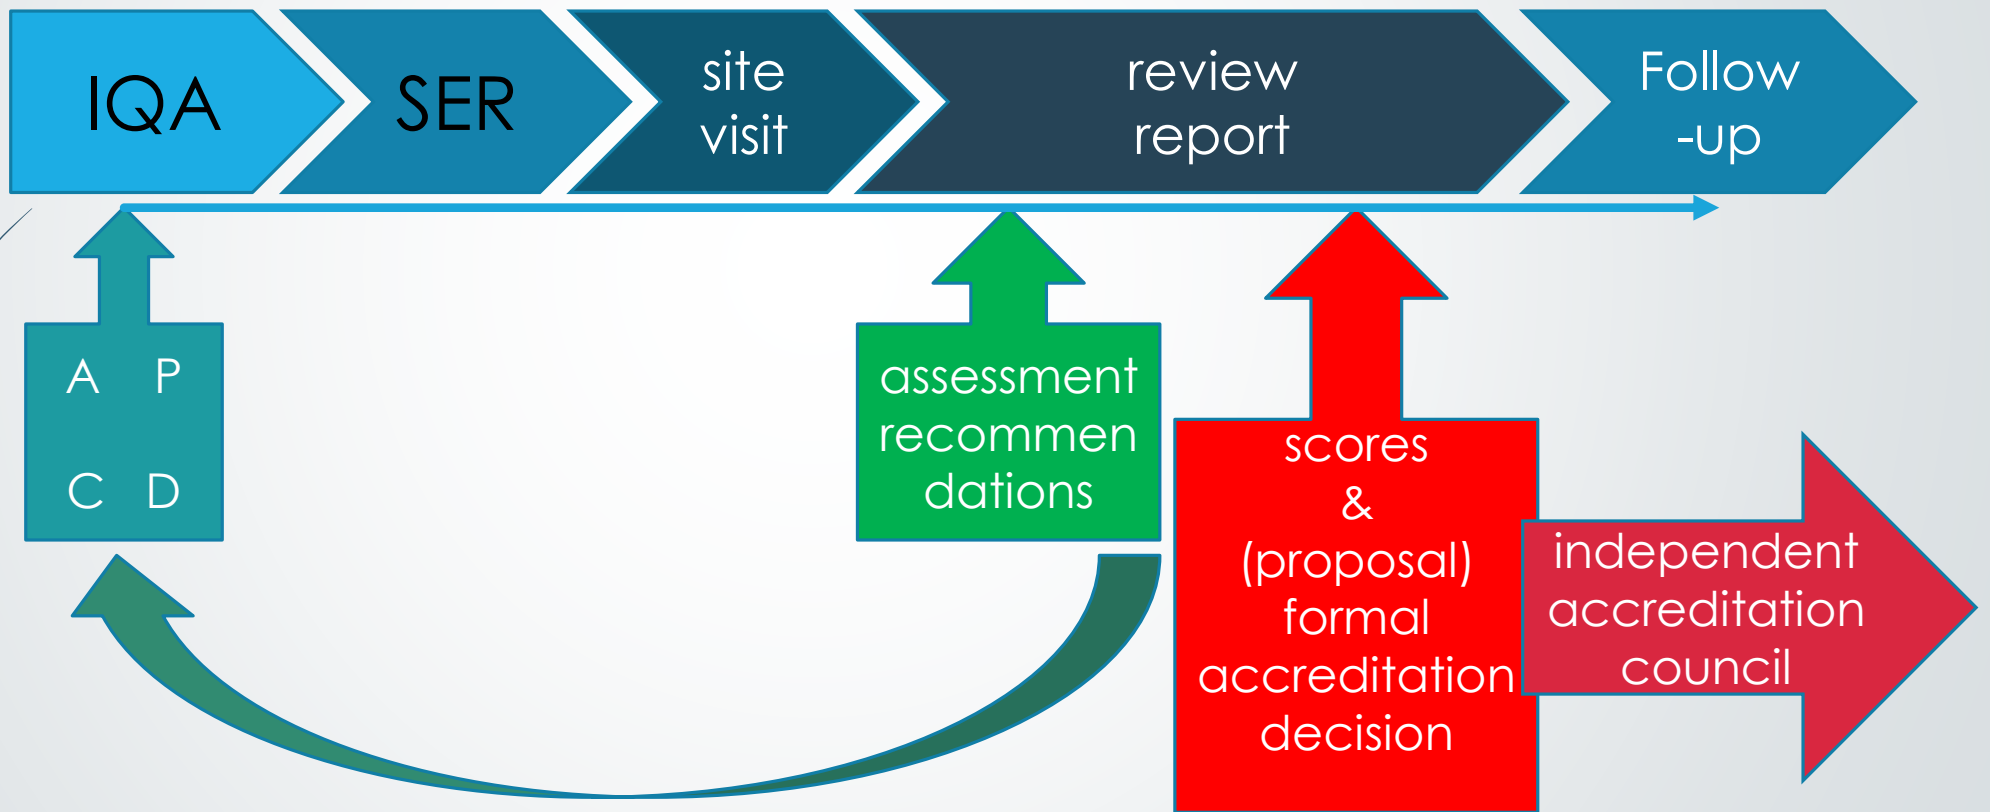 IQA
SER
site
visit
review
report
Follow
-up
A P
C D
assessment
recommen
dations
scores
&
(proposal)
formal
accreditation
decision
independent
accreditation
council